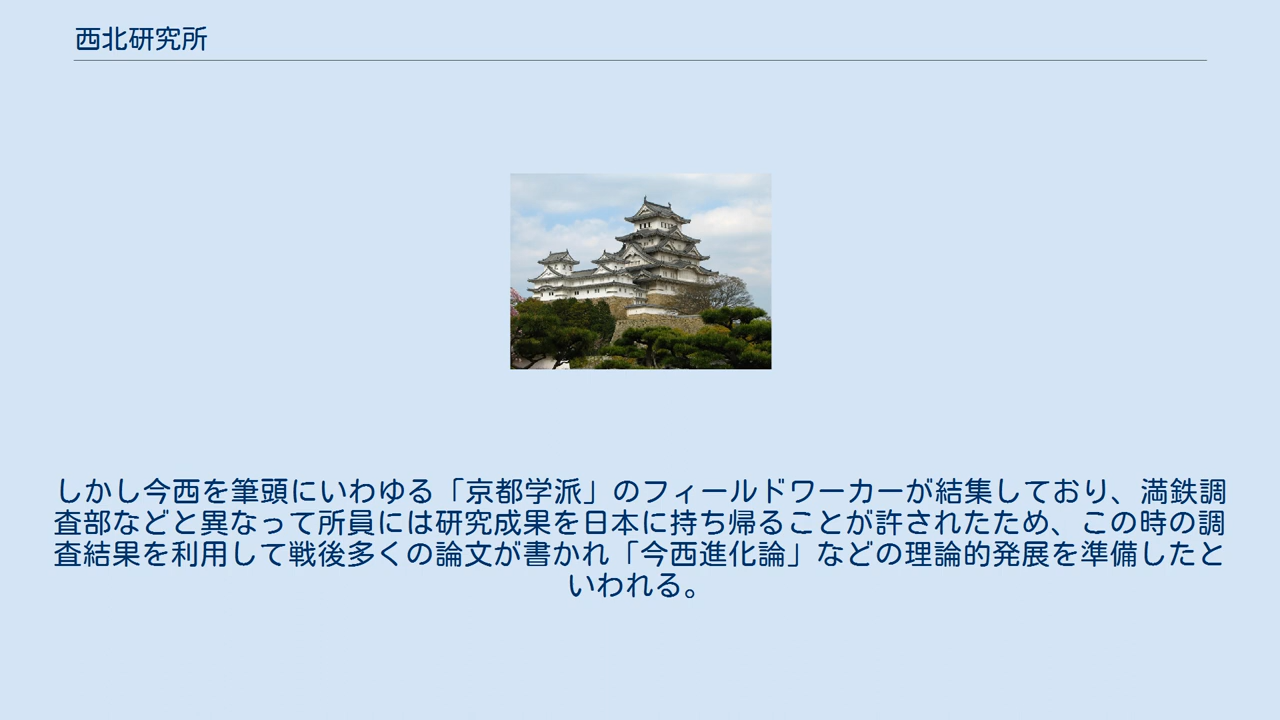 西北研究所
しかし今西を筆頭にいわゆる「京都学派」のフィールドワーカーが結集しており、満鉄調
査部などと異なって所員には研究成果を日本に持ち帰ることが許されたため、この時の調
査結果を利用して戦後多くの論文が書かれ「今西進化論」などの理論的発展を準備したと
いわれる。